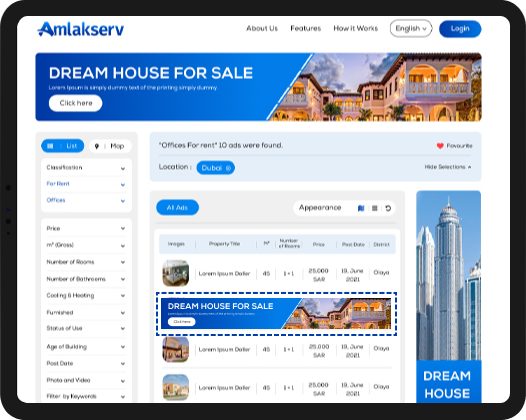 Amlakserv
About Us Features How it Works English Login
DREAM HOUSE FOR SALE
Lorem Ipsum is simply dummy text of the printing simply dummy.
Click here
List Map
Classification
For Rent
Offices
Price
m² (Gross)
Number of Rooms
Number of Bathrooms
Cooling & Heating
Furnished
Status of Use
Age of Building
Post Date
Photo and Video
Filter by Keywords
"Offices For rent" 10 ads were found. Favourite
Location : Dubai Hide Selections
All Ads Appearance
Images Property Title M² Number of Rooms Price Post Date District
Lorem Ipsum Doller 45 1 + 1 25,000 SAR 19, June 2021 Olaya
DREAM HOUSE FOR SALE
Click here
Lorem Ipsum Doller 45 1 + 1 25,000 SAR 19, June 2021 Olaya
Lorem Ipsum Doller 45 1 + 1 25,000 SAR 19, June 2021 Olaya
DREAM
HOUSE